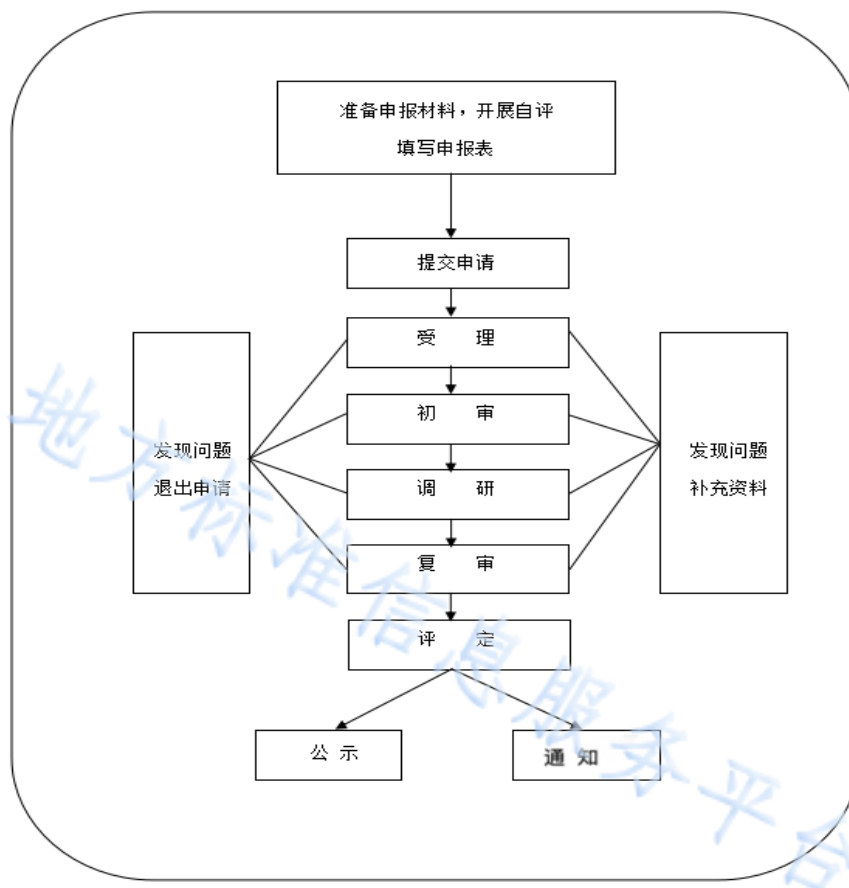 准备申报材料，开展自评
填写申报表
提交申请
受 理
初 审
发现问题
退出申请
调 研
发现问题
补充资料
复 审
评 定
公 示
通 知
地方标准信息服务平台